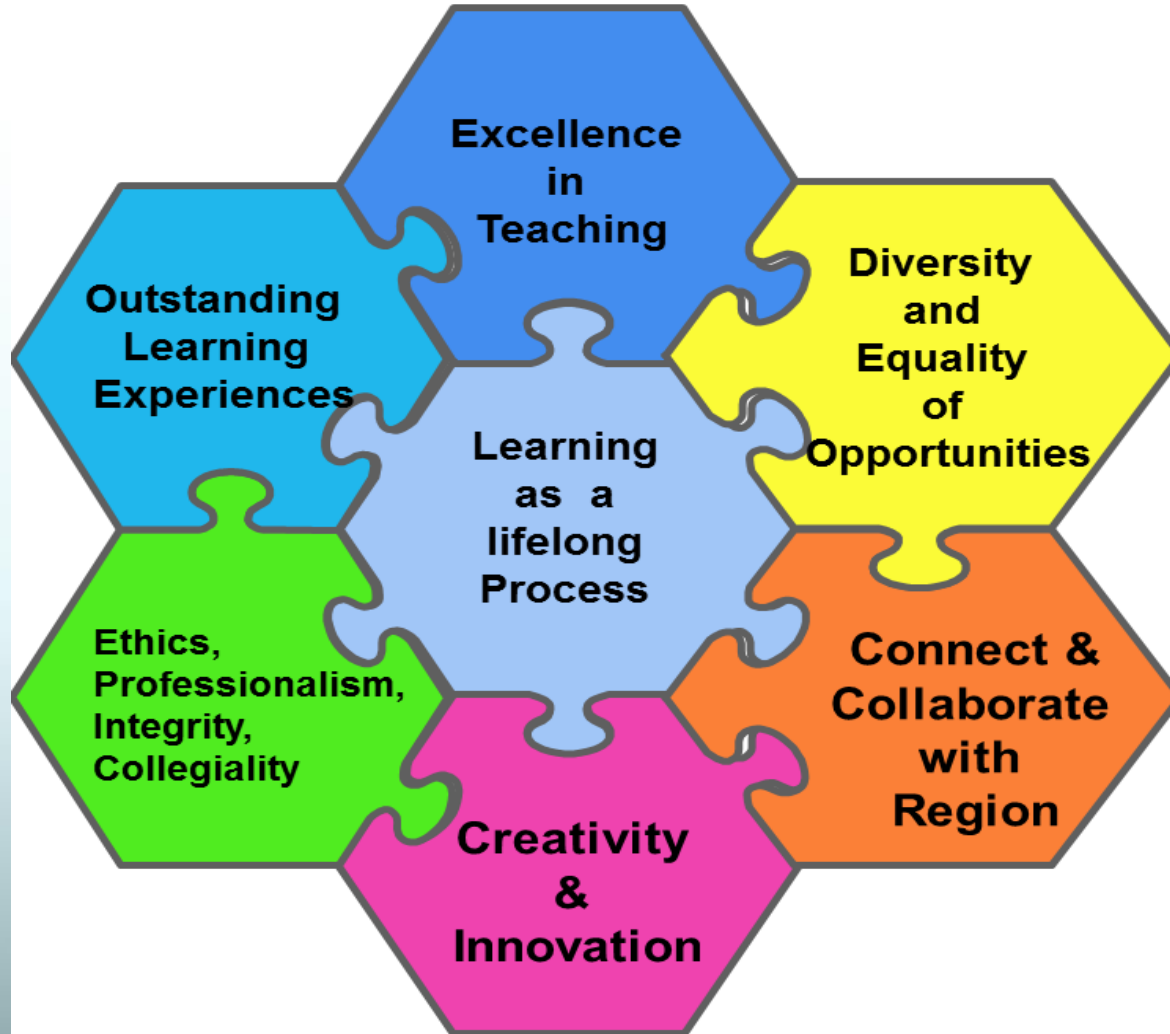 Excellence
in
Teaching
Outstanding
Learning
Experiences
Diversity
and
Equality
of
Opportunities
Learning
as a
lifelong
Process
Ethics,
Professionalism,
Integrity,
Collegiality
Connect &
Collaborate
with
Region
Creativity
&
Innovation